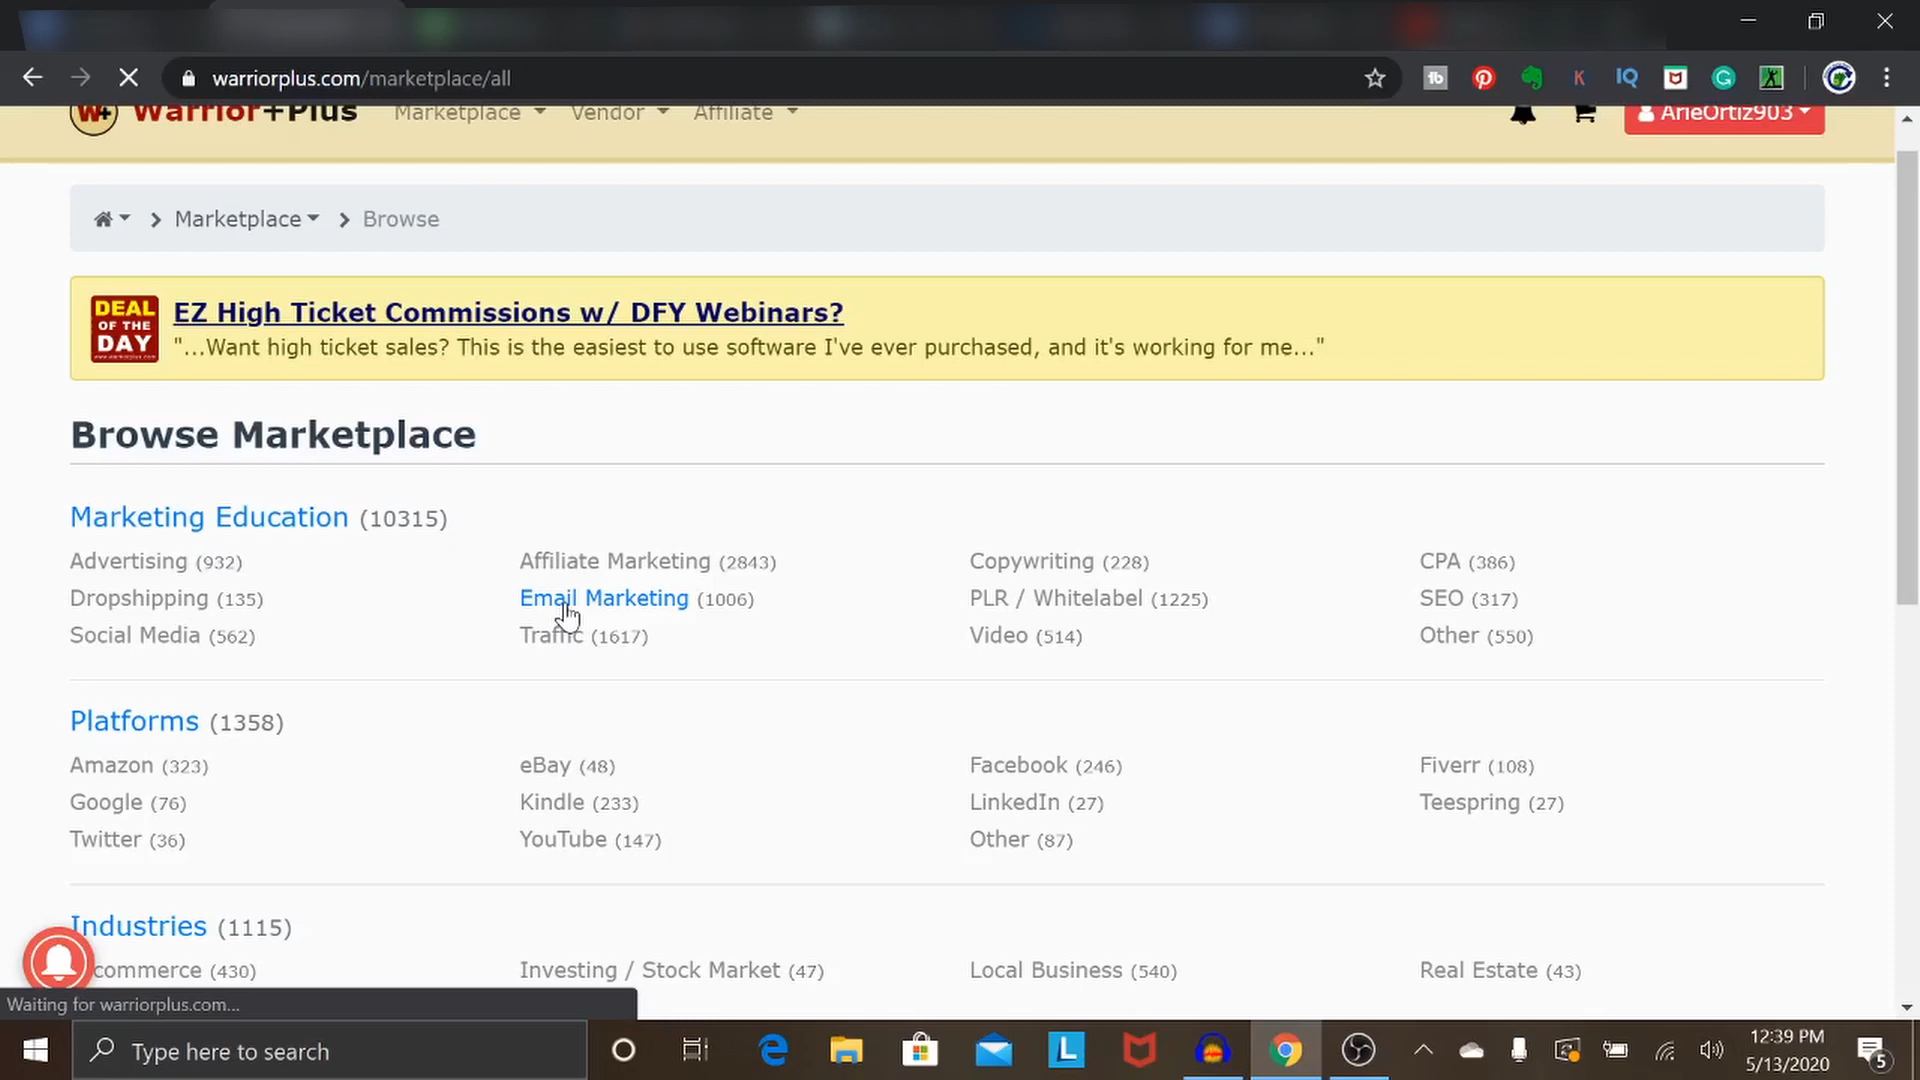 warriorplus.com/marketplace/all
Warrior+Plus Marketplace Vendor Affiliate ArieOrtiz903
Marketplace Browse
DEAL OF THE DAY
EZ High Ticket Commissions w/ DFY Webinars?
"...Want high ticket sales? This is the easiest to use software I've ever purchased, and it's working for me..."
Browse Marketplace
Marketing Education (10315)
Advertising (932) Affiliate Marketing (2843) Copywriting (228) CPA (386)
Dropshipping (135) Email Marketing (1006) PLR / Whitelabel (1225) SEO (317)
Social Media (562) Traffic (1617) Video (514) Other (550)
Platforms (1358)
Amazon (323) eBay (48) Facebook (246) Fiverr (108)
Google (76) Kindle (233) LinkedIn (27) Teespring (27)
Twitter (36) YouTube (147) Other (87)
Industries (1115)
commerce (430) Investing / Stock Market (47) Local Business (540) Real Estate (43)
Waiting for warriorplus.com...
Type here to search
12:39 PM
5/13/2020
5